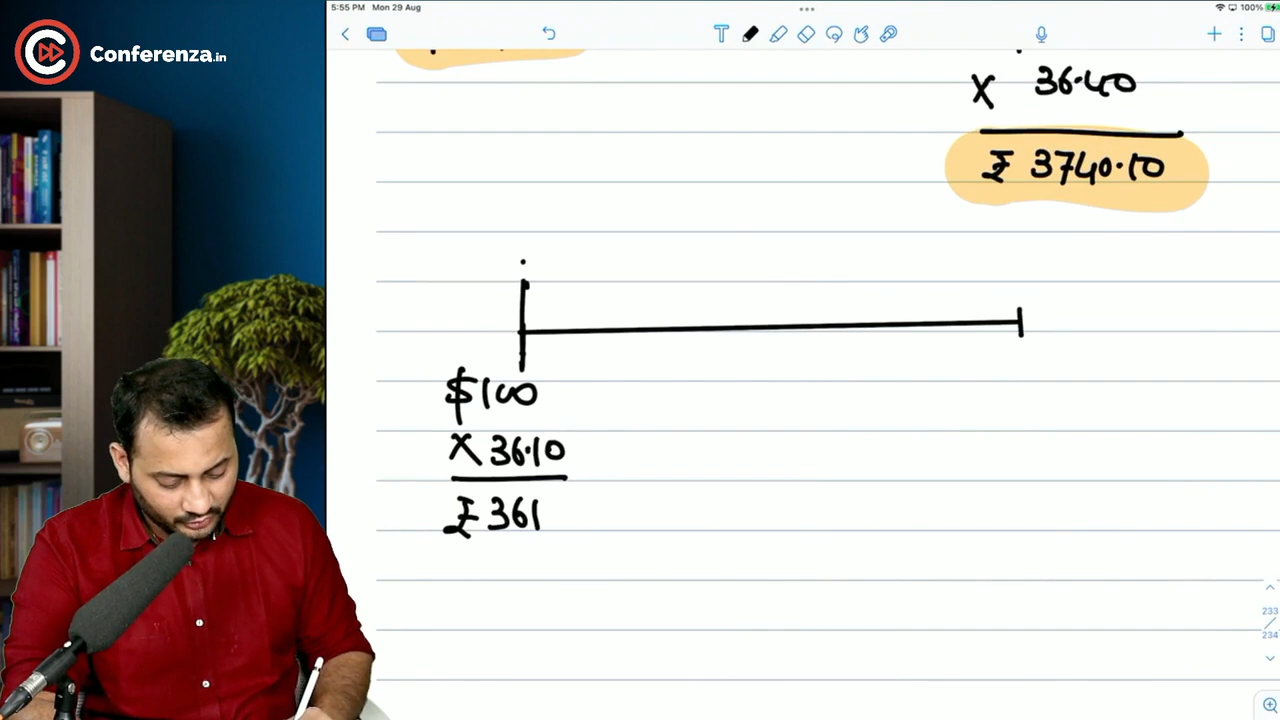 5:55 PM Mon 29 Aug
100%
Conferenza.in
T
X 36.40
₹ 3740.10
$100
X 36.10
₹ 361
233
234